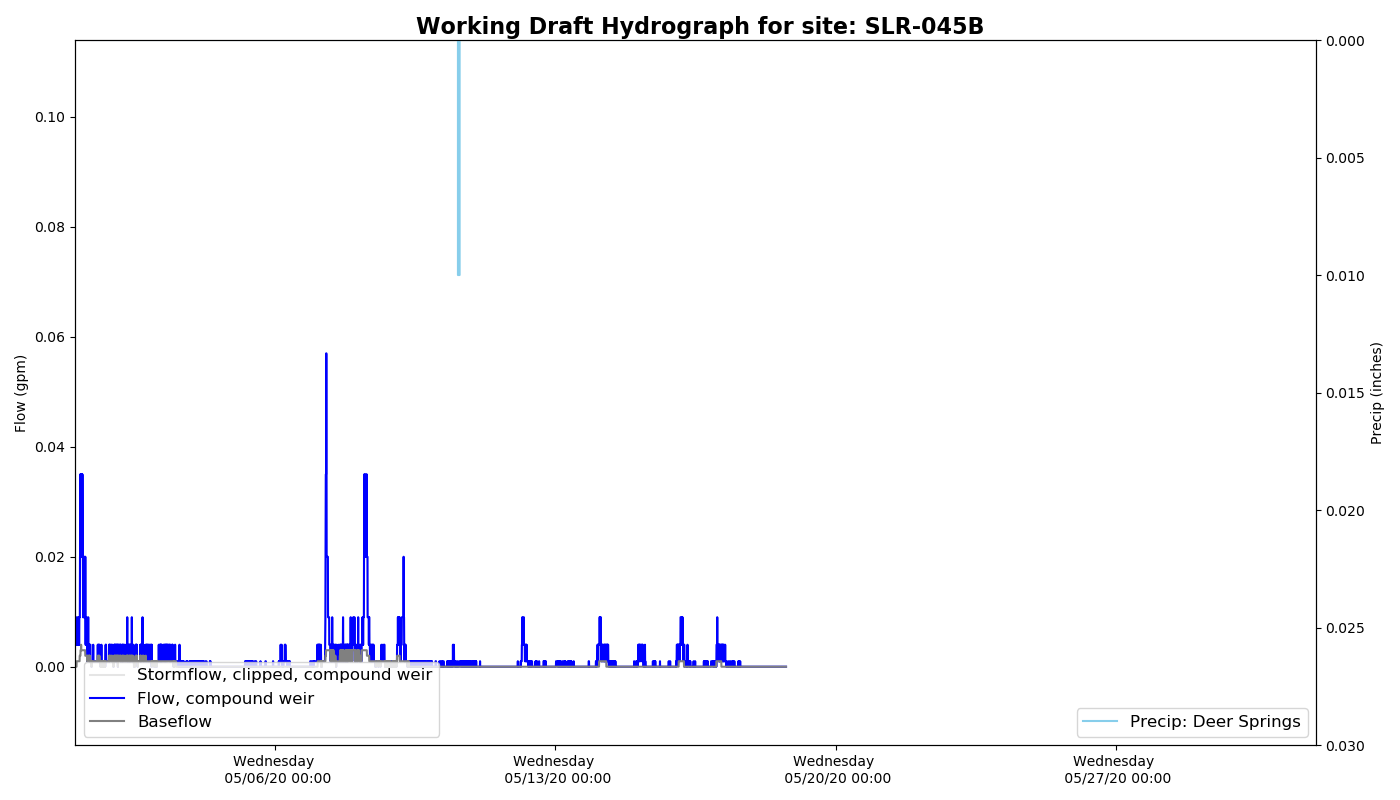 Working Draft Hydrograph for site: SLR-045B
0.10
0.08
0.06
0.04
0.02
0.00
Flow (gpm)
0.000
0.005
0.010
0.015
0.020
0.025
0.030
Precip (inches)
Stormflow, clipped, compound weir
Flow, compound weir
Baseflow
Precip: Deer Springs
Wednesday
05/06/20 00:00
Wednesday
05/13/20 00:00
Wednesday
05/20/20 00:00
Wednesday
05/27/20 00:00